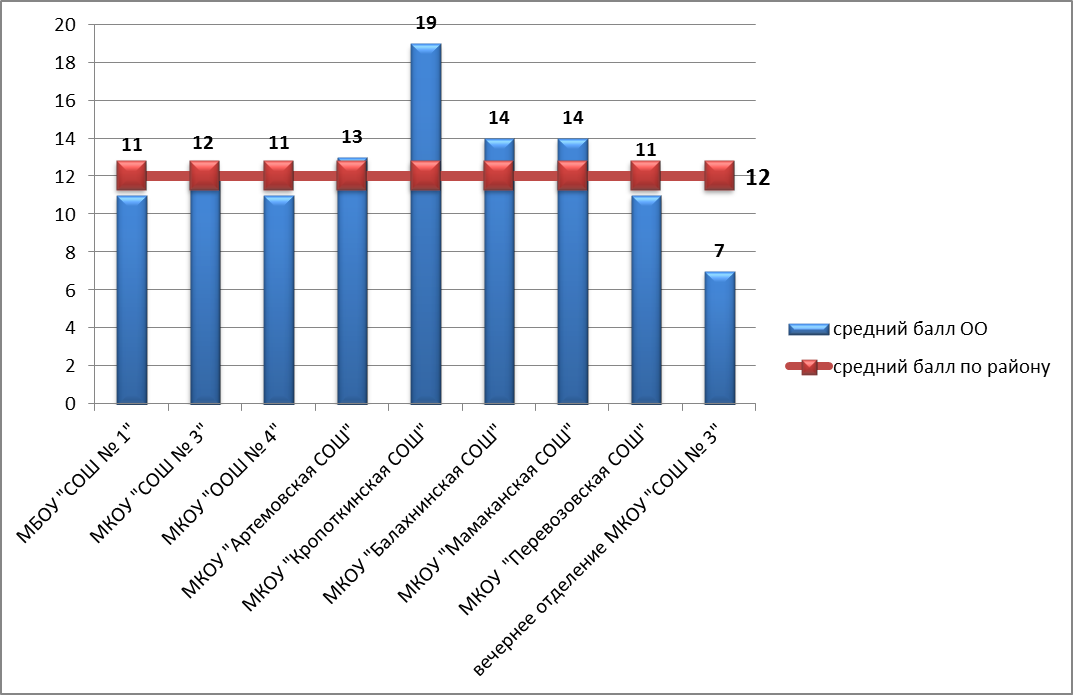 20
18
16
14
12
10
8
6
4
2
0
11
12
11
13
19
14
14
11
7
12
МБОУ "СОШ № 1"
МКОУ "СОШ № 3"
МКОУ "ООШ № 4"
МКОУ "Артемовская СОШ"
МКОУ "Кропоткинская СОШ"
МКОУ "Балахнинская СОШ"
МКОУ "Мамаканская СОШ"
МКОУ  "Перевозовская СОШ"
вечернее отделение МКОУ "СОШ № 3"
средний балл ОО
средний балл по району